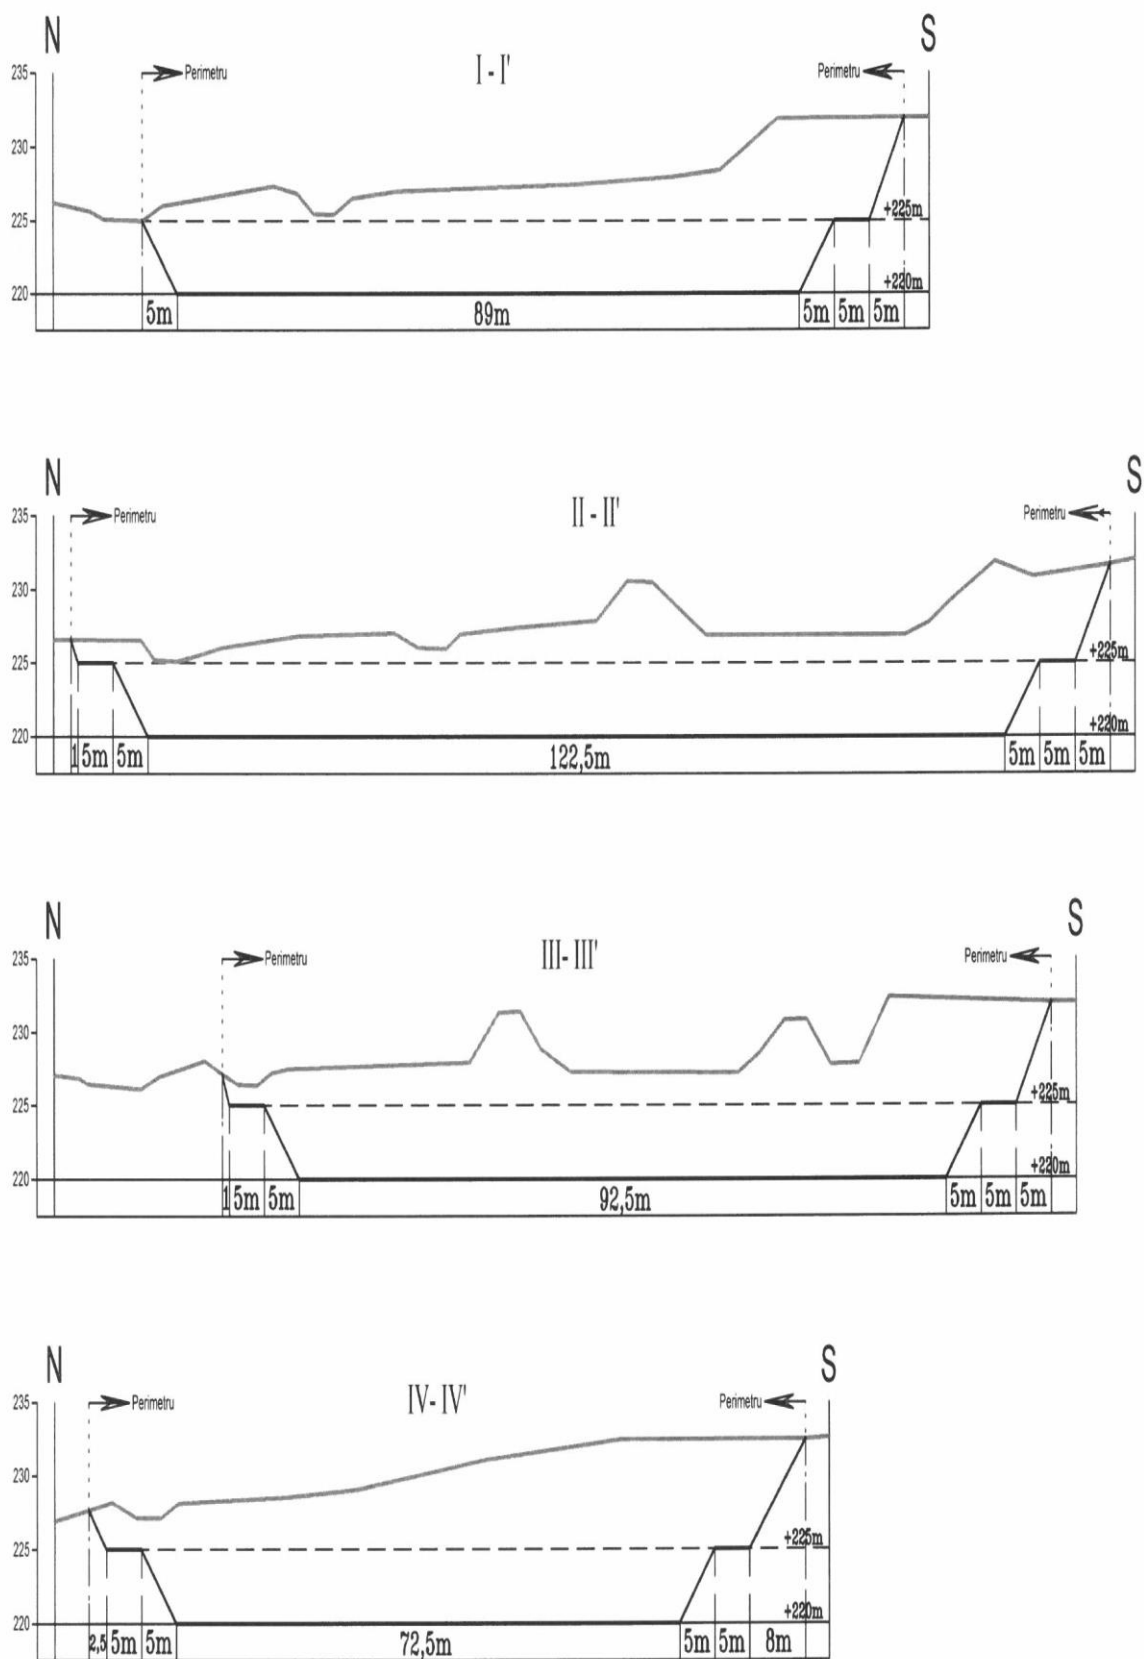 N S
235 Perimetru I - I' Perimetru
230
225 +225m
220 +220m
5m 89m 5m 5m 5m
N S
235 Perimetru II - II' Perimetru
230
225 +225m
220 +220m
1 5m 5m 122,5m 5m 5m 5m
N S
235 Perimetru III- III' Perimetru
230
225 +225m
220 +220m
1 5m 5m 92,5m 5m 5m 5m
N S
235 Perimetru IV- IV' Perimetru
230
225 +225m
220 +220m
2,5 5m 5m 72,5m 5m 5m 8m